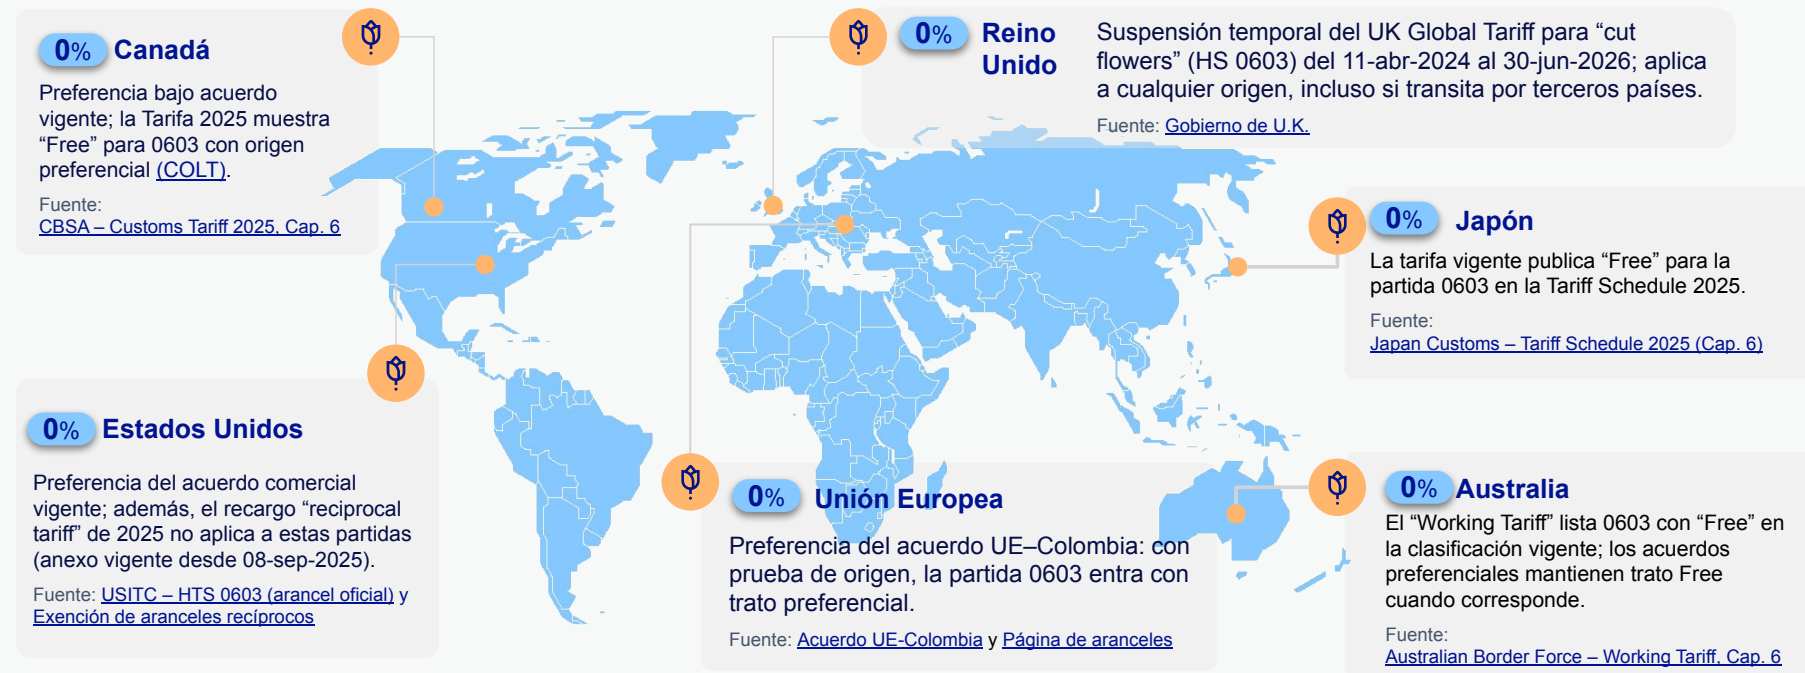 0% Canadá
Preferencia bajo acuerdo
vigente; la Tarifa 2025 muestra
“Free” para 0603 con origen
preferencial (COLT).
Fuente:
CBSA – Customs Tariff 2025, Cap. 6
0% Reino
Unido
Suspensión temporal del UK Global Tariff para “cut
flowers” (HS 0603) del 11-abr-2024 al 30-jun-2026; aplica
a cualquier origen, incluso si transita por terceros países.
Fuente: Gobierno de U.K.
0% Japón
La tarifa vigente publica “Free” para la
partida 0603 en la Tariff Schedule 2025.
Fuente:
Japan Customs – Tariff Schedule 2025 (Cap. 6)
0% Estados Unidos
Preferencia del acuerdo comercial
vigente; además, el recargo “reciprocal
tariff” de 2025 no aplica a estas partidas
(anexo vigente desde 08-sep-2025).
Fuente: USITC – HTS 0603 (arancel oficial) y
Exención de aranceles recíprocos
0% Unión Europea
Preferencia del acuerdo UE–Colombia: con
prueba de origen, la partida 0603 entra con
trato preferencial.
Fuente: Acuerdo UE-Colombia y Página de aranceles
0% Australia
El “Working Tariff” lista 0603 con “Free” en
la clasificación vigente; los acuerdos
preferenciales mantienen trato Free
cuando corresponde.
Fuente:
Australian Border Force – Working Tariff, Cap. 6